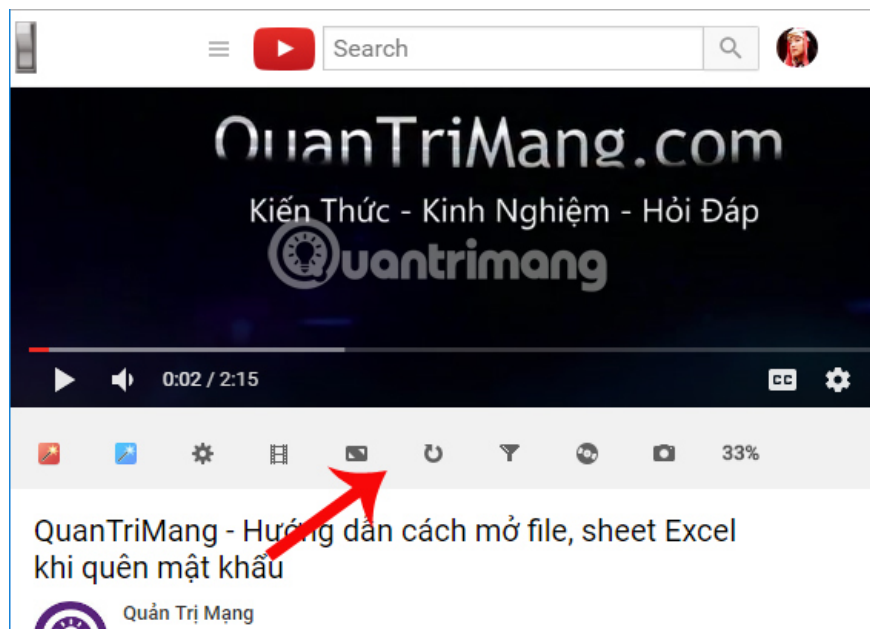 Search
QuanTriMang.com
Kiến Thức - Kinh Nghiệm - Hỏi Đáp
Quantrimang
0:02 / 2:15
CC
33%
QuanTriMang - Hướng dẫn cách mở file, sheet Excel
khi quên mật khẩu
Quản Trị Mạng